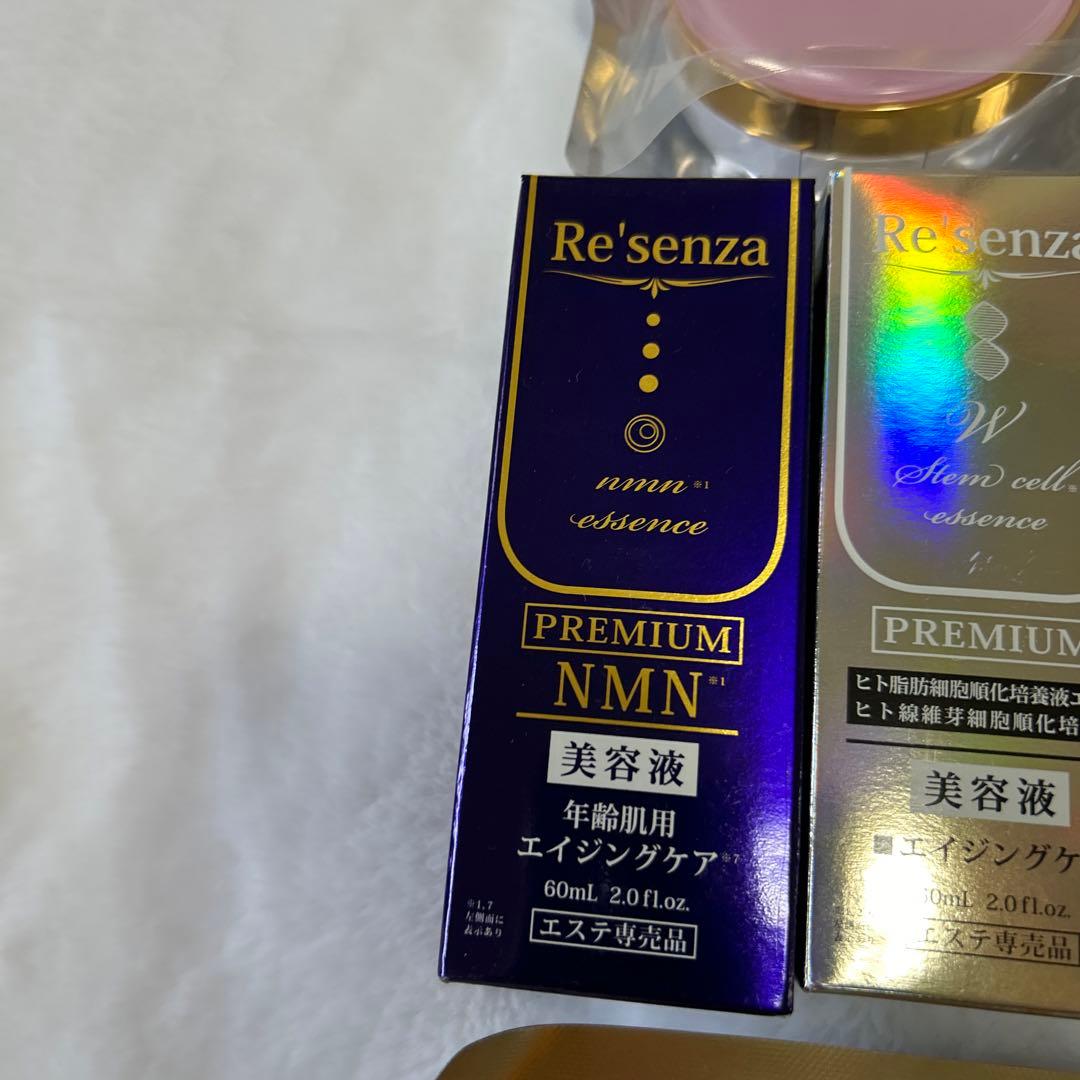 Re'senza
nmn※1
essence
PREMIUM
NMN※1
美容液
年齢肌用
エイジングケア※7
60mL 2.0 fl.oz.
※1,7
左側面に
表示あり
エステ専売品
Re'senza
W
Stem cell※
essence
PREMIUM
ヒト脂肪細胞順化培養液エ
ヒト線維芽細胞順化培
美容液
エイジングケ
60mL 2.0 fl.oz.
エステ専売品